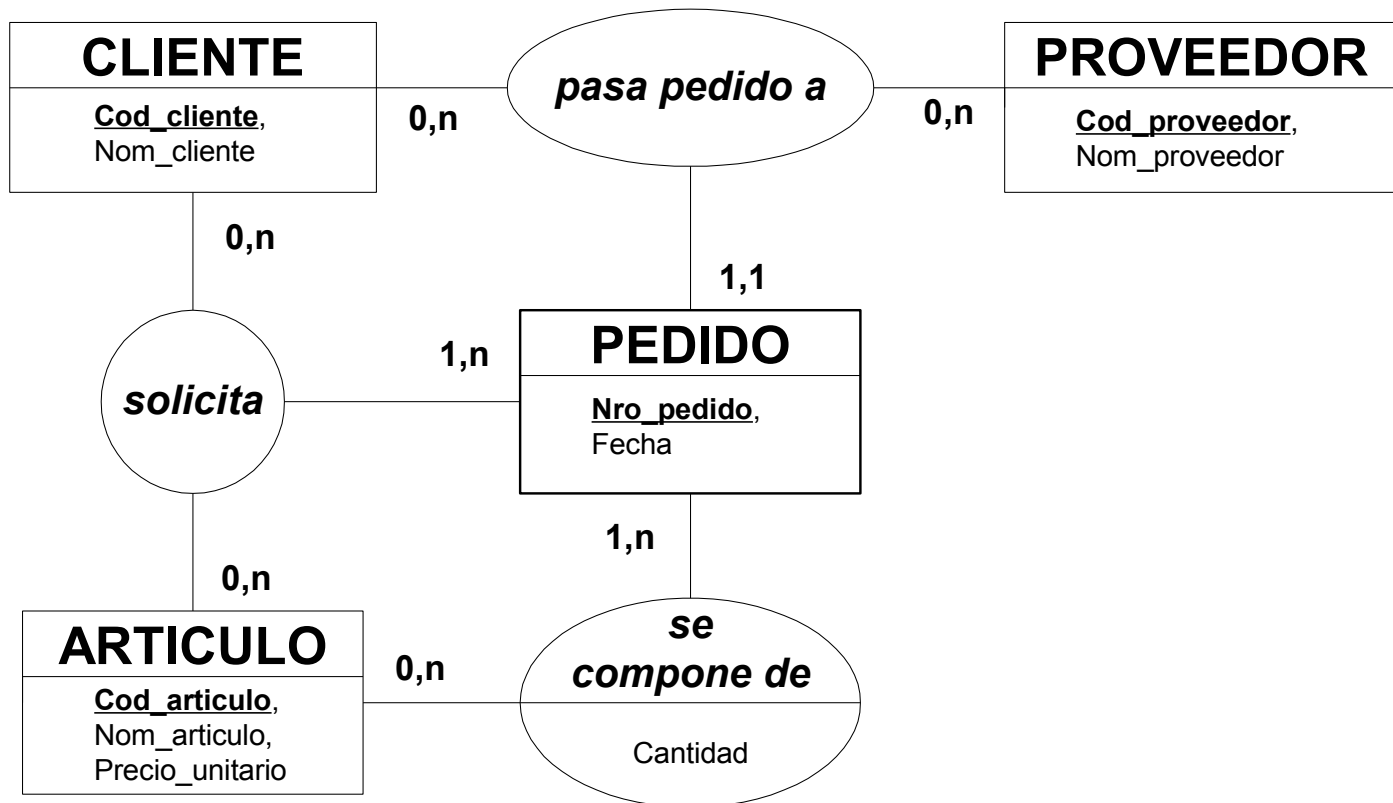 CLIENTE
Cod_cliente,
Nom_cliente
0,n
pasa pedido a
0,n
PROVEEDOR
Cod_proveedor,
Nom_proveedor
0,n
1,1
solicita
1,n
PEDIDO
Nro_pedido,
Fecha
0,n
1,n
ARTICULO
Cod_articulo,
Nom_articulo,
Precio_unitario
0,n
se
compone de
Cantidad